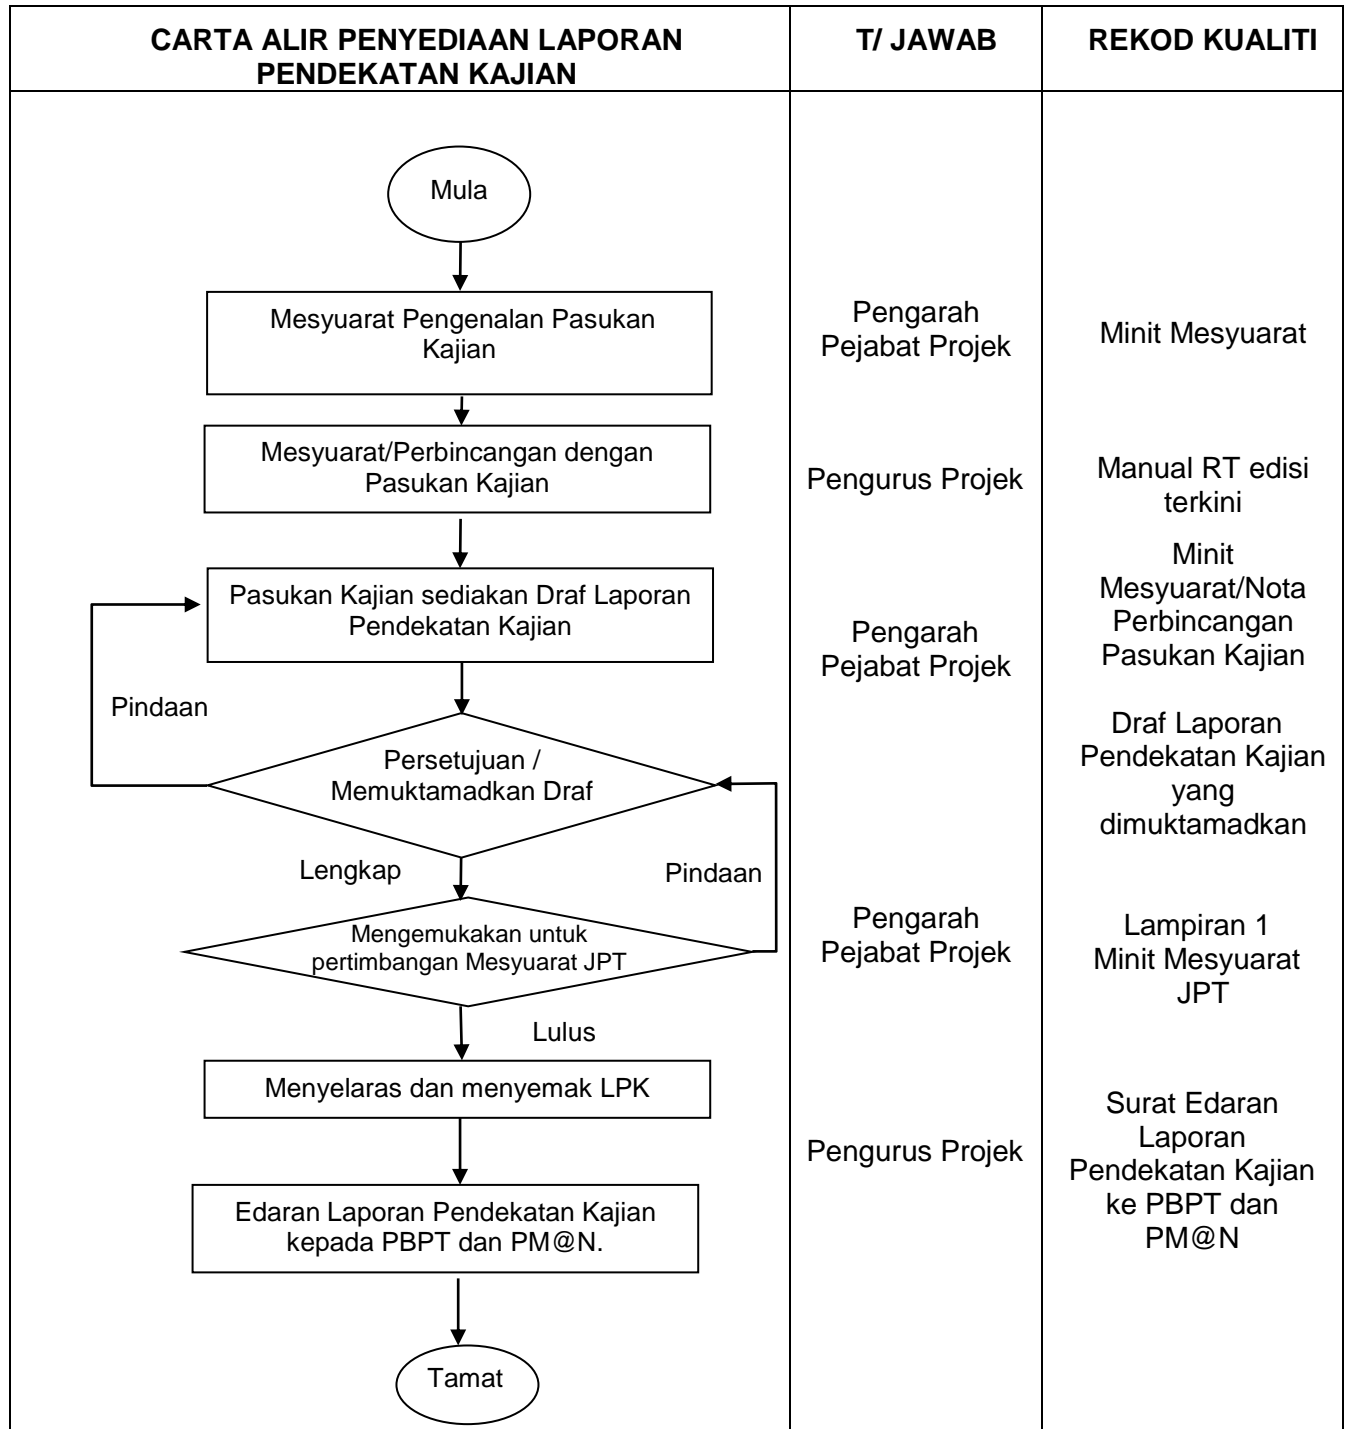 CARTA ALIR PENYEDIAAN LAPORAN
PENDEKATAN KAJIAN
T/ JAWAB
REKOD KUALITI
Mula
Mesyuarat Pengenalan Pasukan
Kajian
Pengarah
Pejabat Projek
Minit Mesyuarat
Mesyuarat/Perbincangan dengan
Pasukan Kajian
Pengurus Projek
Manual RT edisi
terkini
Pasukan Kajian sediakan Draf Laporan
Pendekatan Kajian
Pengarah
Pejabat Projek
Minit
Mesyuarat/Nota
Perbincangan
Pasukan Kajian
Pindaan
Persetujuan /
Memuktamadkan Draf
Draf Laporan
Pendekatan Kajian
yang
dimuktamadkan
Lengkap
Pindaan
Mengemukakan untuk
pertimbangan Mesyuarat JPT
Pengarah
Pejabat Projek
Lampiran 1
Minit Mesyuarat
JPT
Lulus
Menyelaras dan menyemak LPK
Pengurus Projek
Surat Edaran
Laporan
Pendekatan Kajian
ke PBPT dan
PM@N
Edaran Laporan Pendekatan Kajian
kepada PBPT dan PM@N.
Tamat